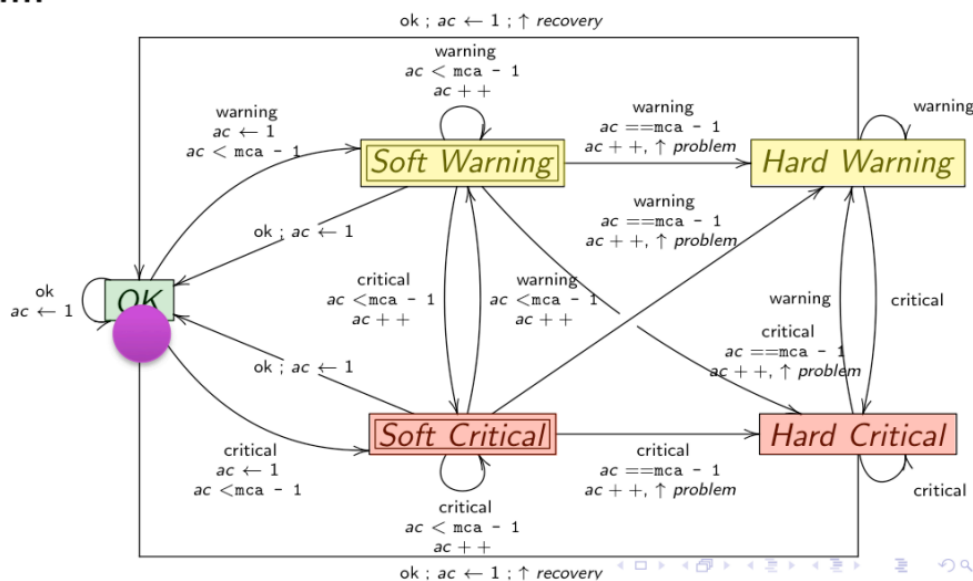 ok ; ac ← 1 ; ↑ recovery
warning
ac < mca - 1
ac + +
warning
ac ← 1
ac < mca - 1
warning
ac ==mca - 1
ac + +, ↑ problem
warning
Soft Warning
Hard Warning
ok ; ac ← 1
warning
ac ==mca - 1
ac + +, ↑ problem
ok
ac ← 1
OK
critical
ac <mca - 1
ac + +
warning
ac <mca - 1
ac + +
warning
critical
critical
ac ==mca - 1
ac + +, ↑ problem
ok ; ac ← 1
Soft Critical
Hard Critical
critical
ac ← 1
ac <mca - 1
critical
ac ==mca - 1
ac + +, ↑ problem
critical
critical
ac < mca - 1
ac + +
ok ; ac ← 1 ; ↑ recovery